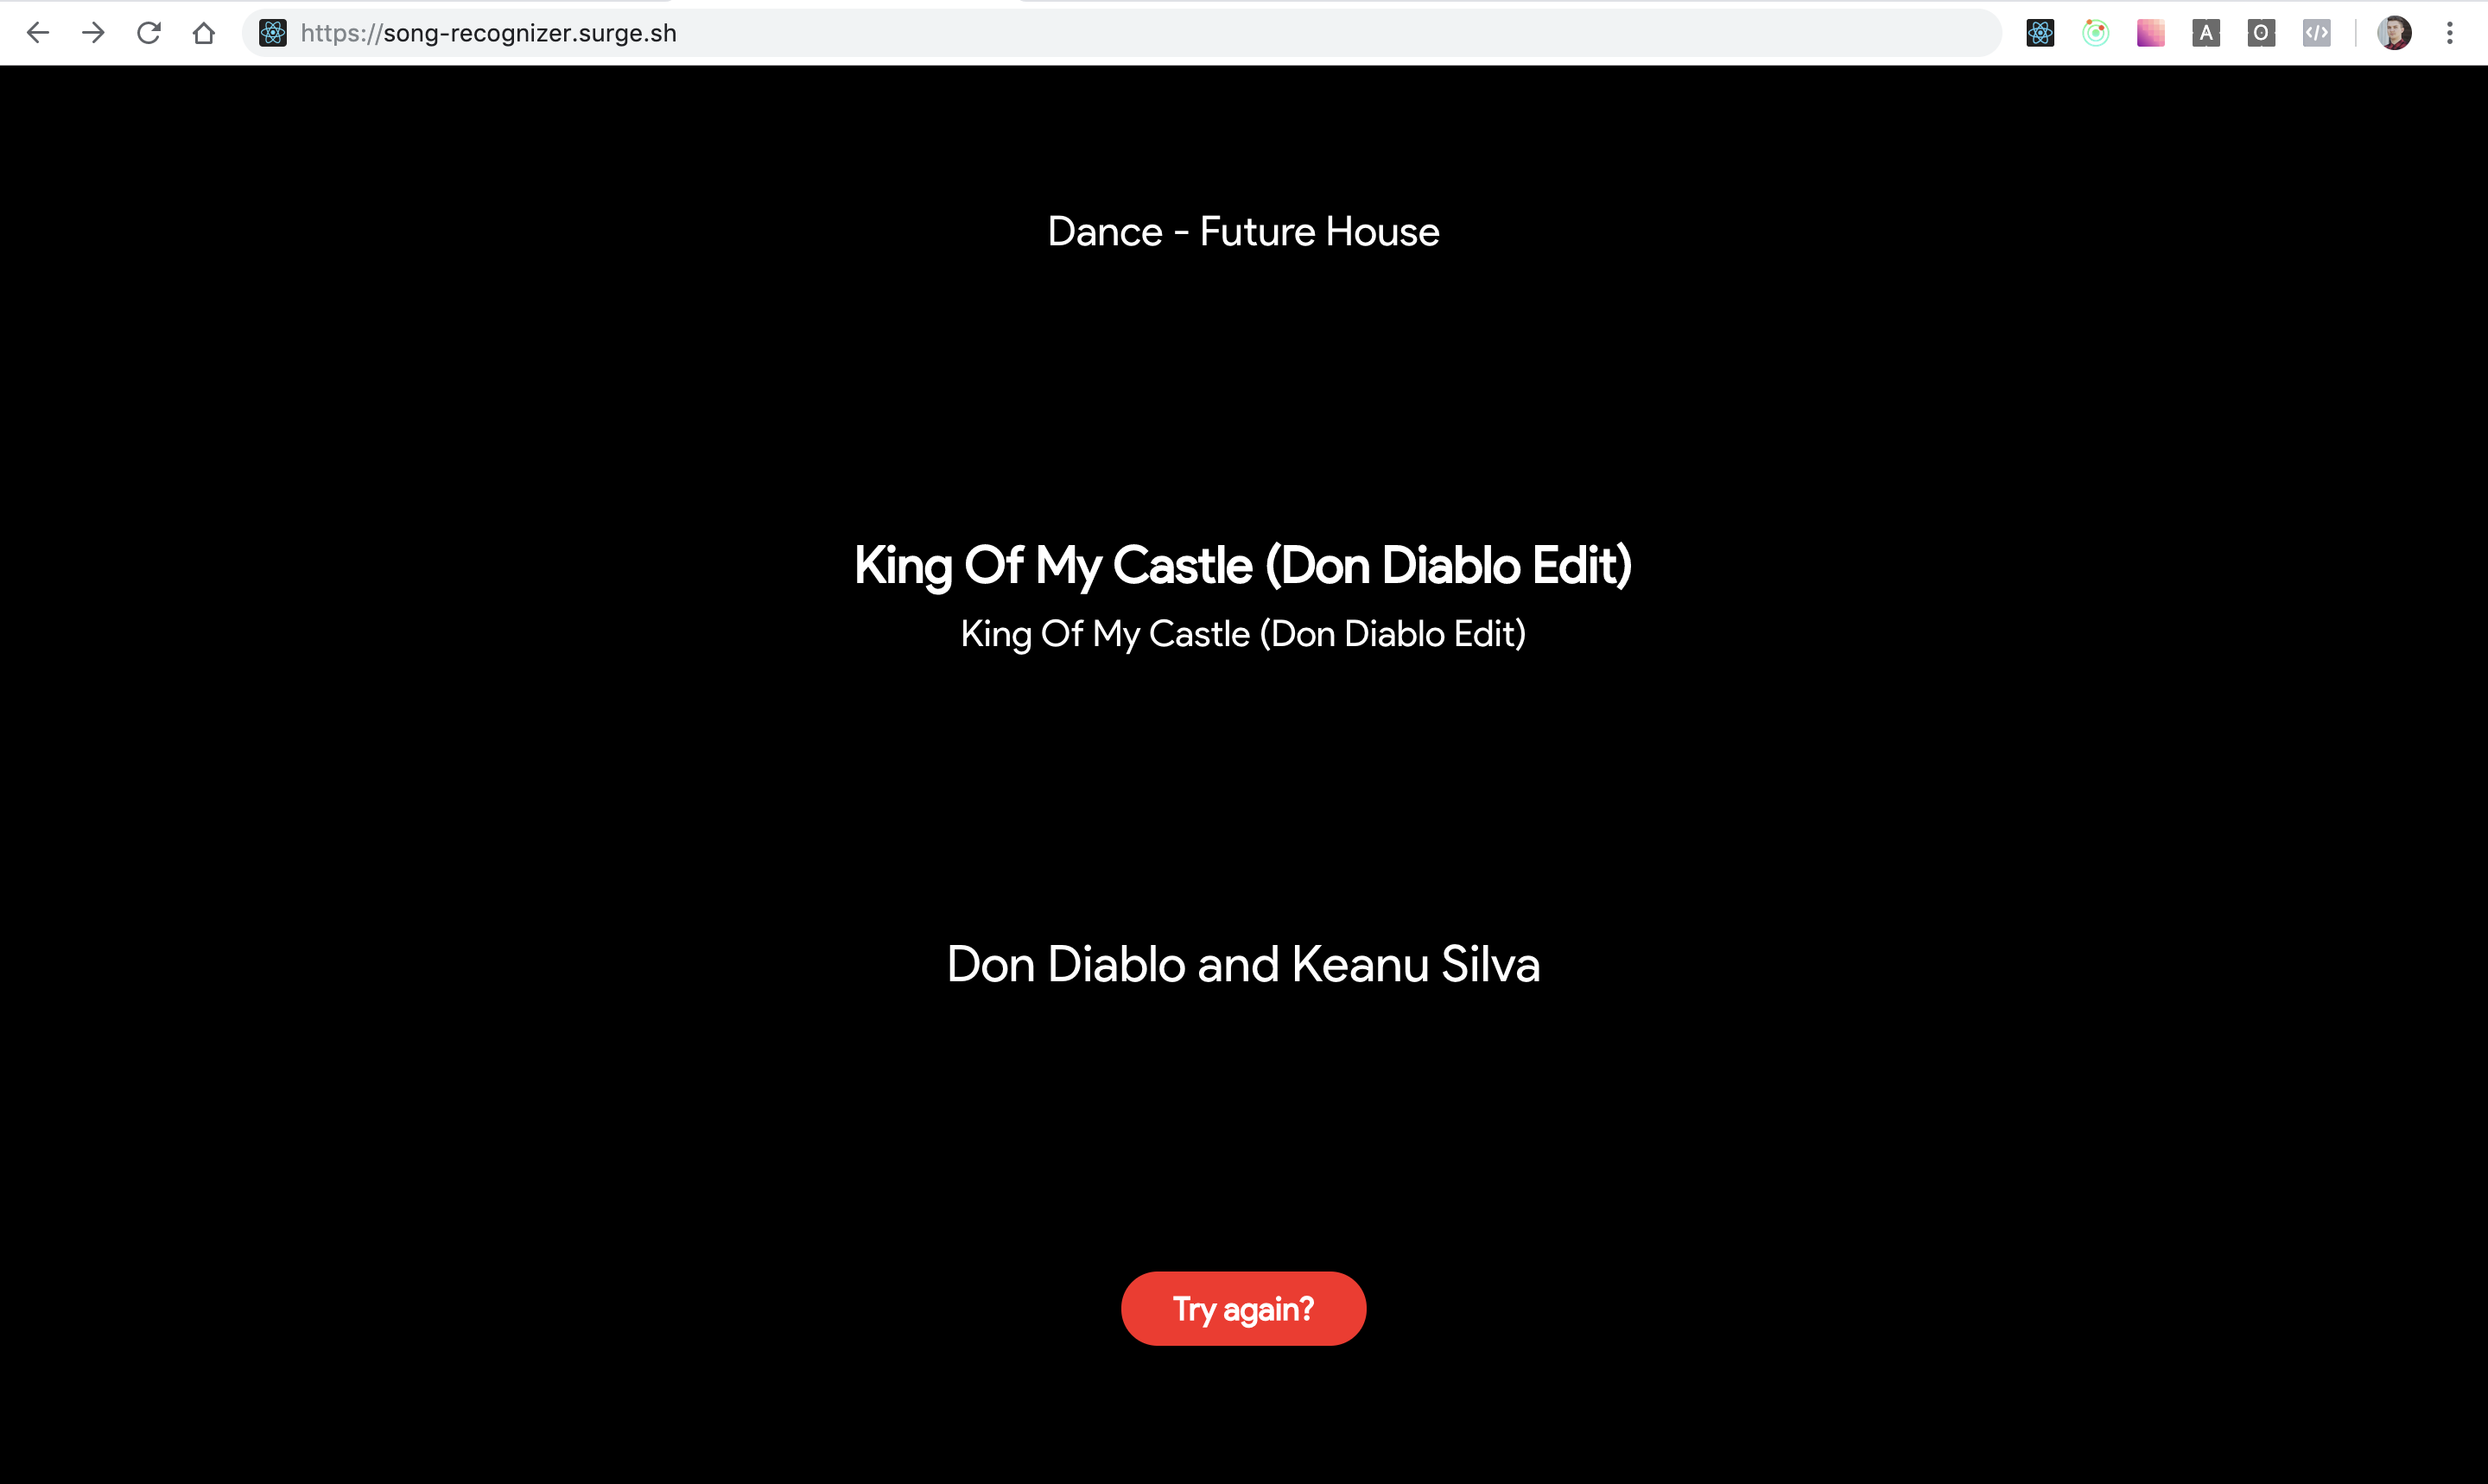 https://song-recognizer.surge.sh
A
O
</>
Dance - Future House
King Of My Castle (Don Diablo Edit)
King Of My Castle (Don Diablo Edit)
Don Diablo and Keanu Silva
Try again?